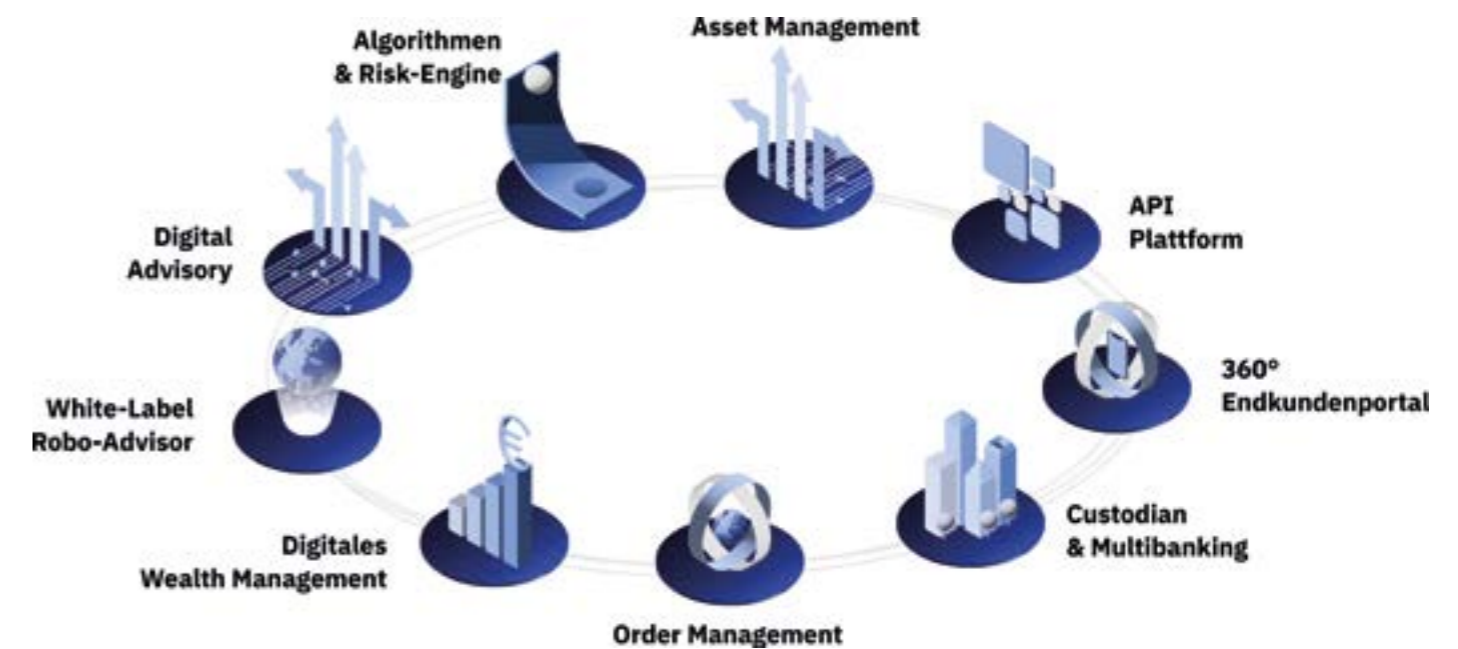 Asset Management
Algorithmen
& Risk-Engine
API
Plattform
Digital
Advisory
360°
Endkundenportal
White-Label
Robo-Advisor
Custodian
& Multibanking
Digitales
Wealth Management
Order Management